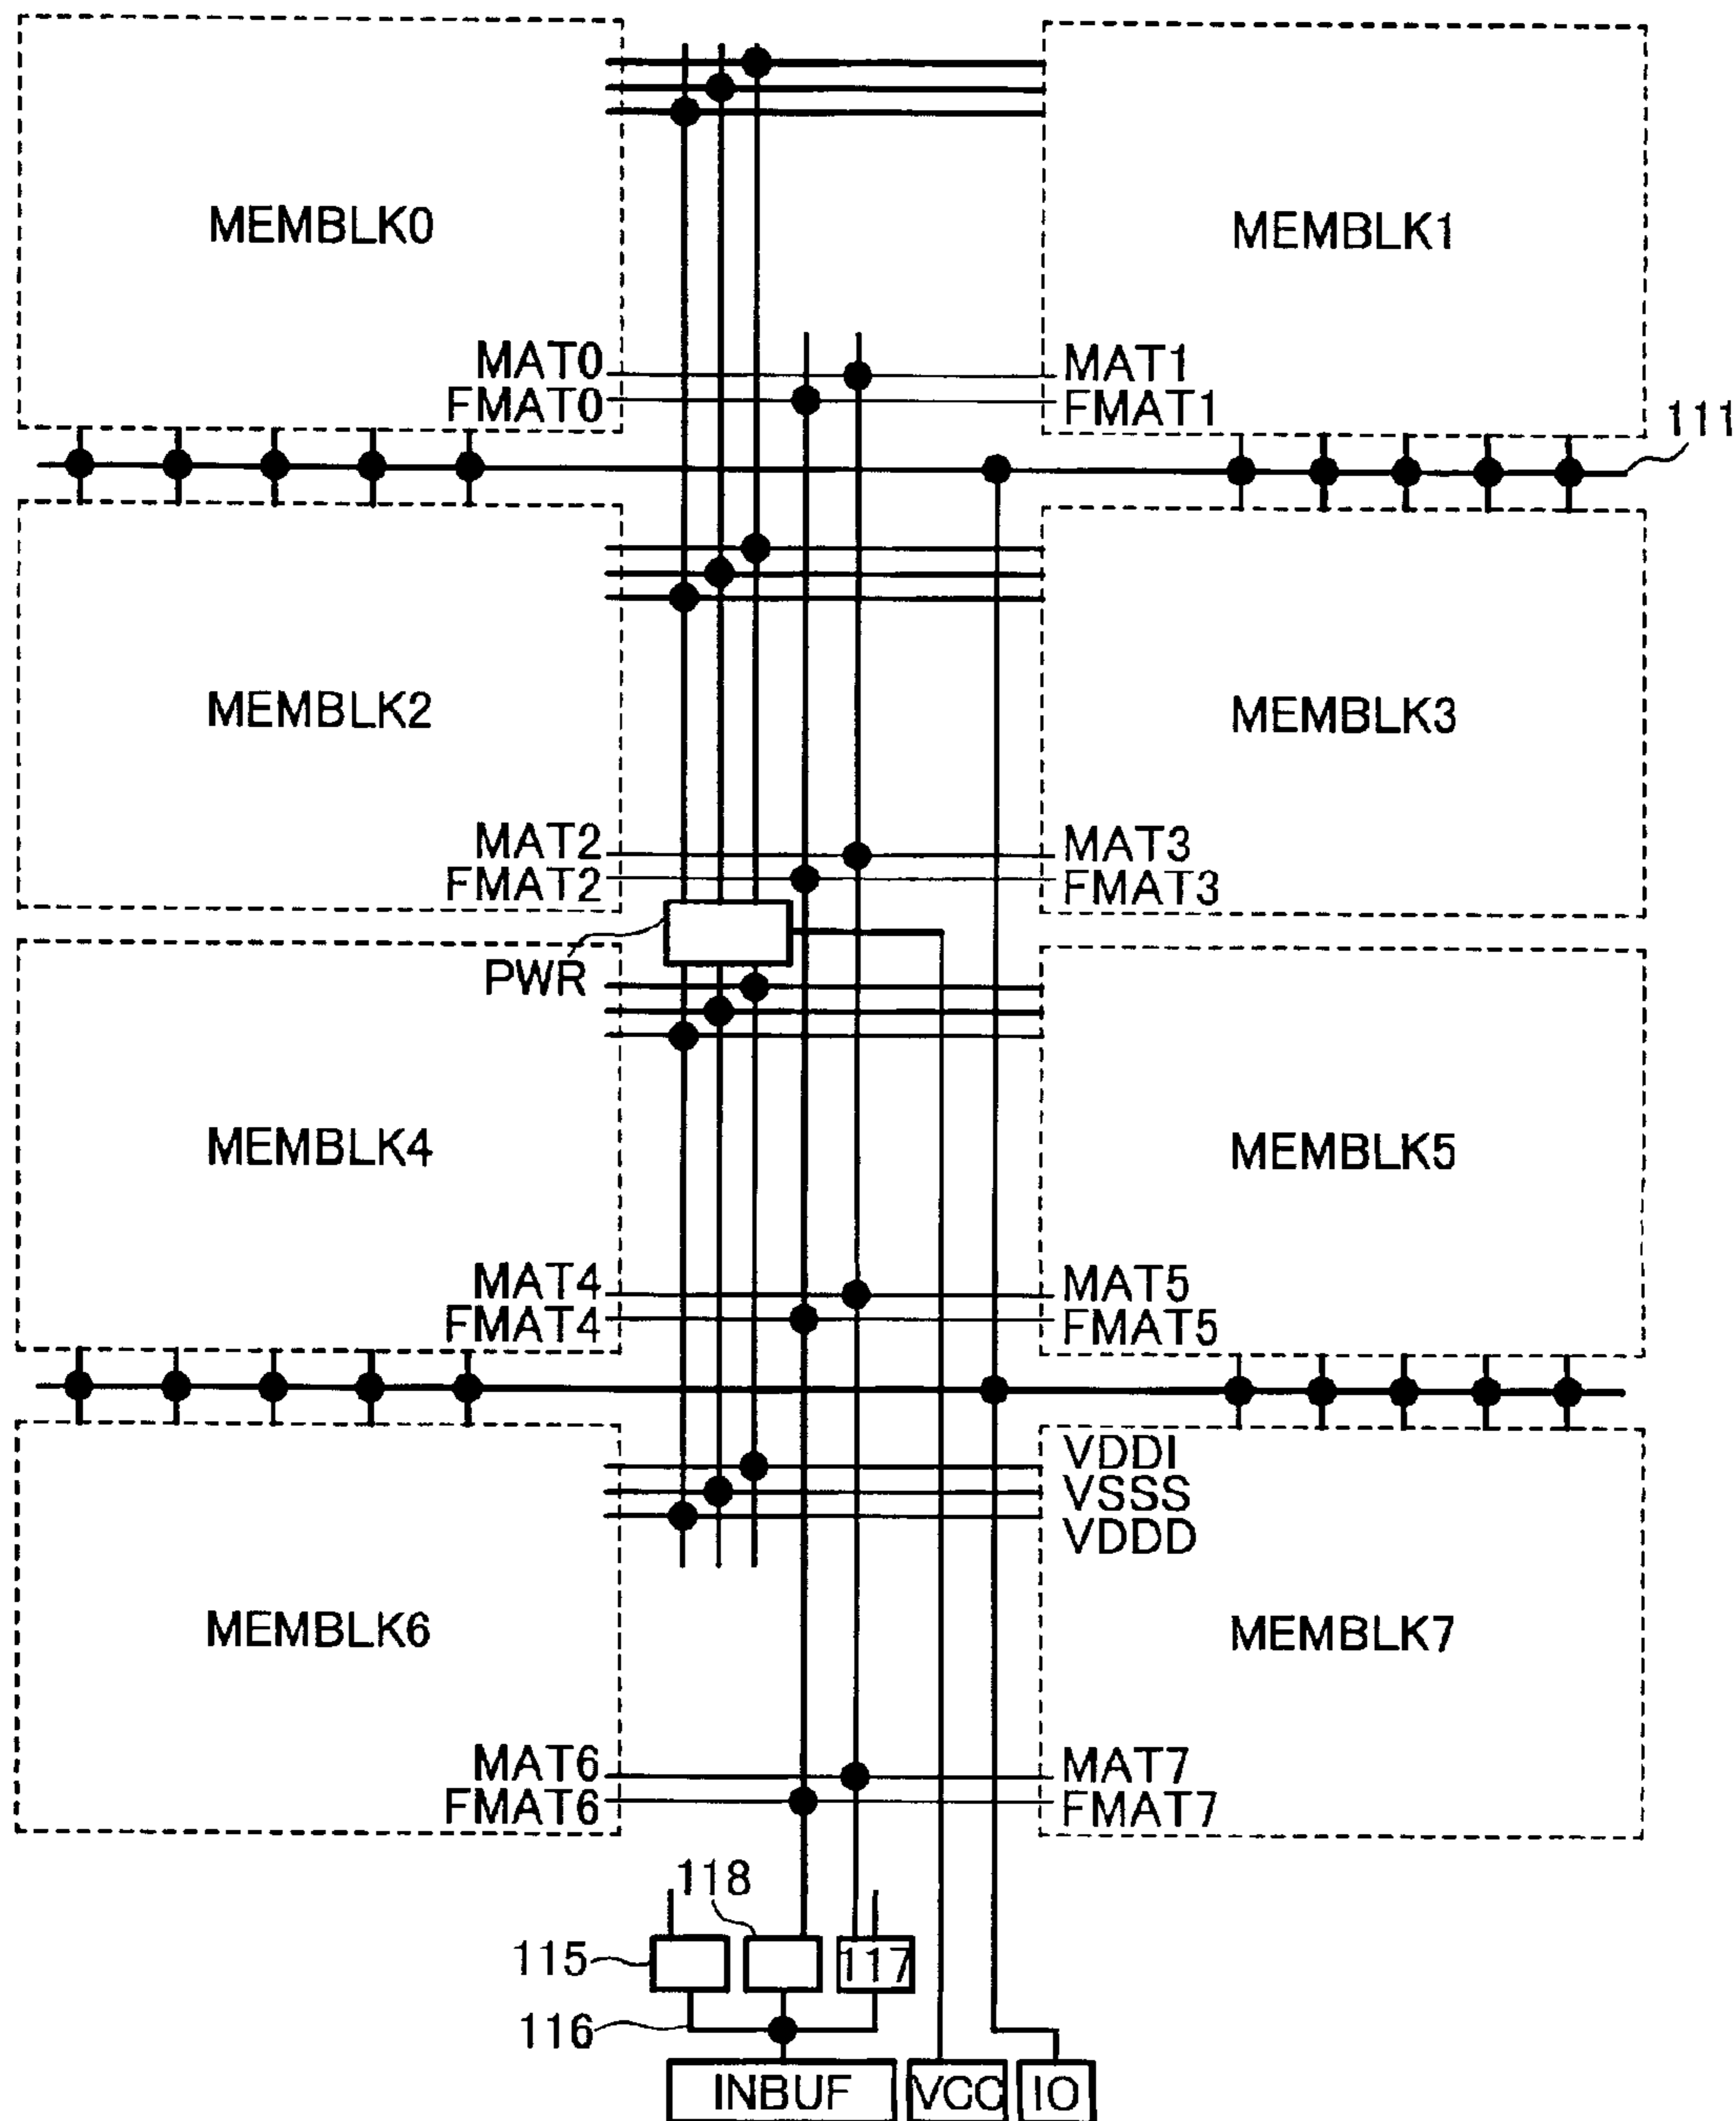 MEMBLK0
MEMBLK1
MAT0
MAT1
FMAT0
FMAT1
111
MEMBLK2
MEMBLK3
MAT2
MAT3
FMAT2
FMAT3
PWR
MEMBLK4
MEMBLK5
MAT4
MAT5
FMAT4
FMAT5
VDDI
VSSS
VDDD
MEMBLK6
MEMBLK7
MAT6
MAT7
FMAT6
FMAT7
118
115
117
116
INBUF
VCC
IO